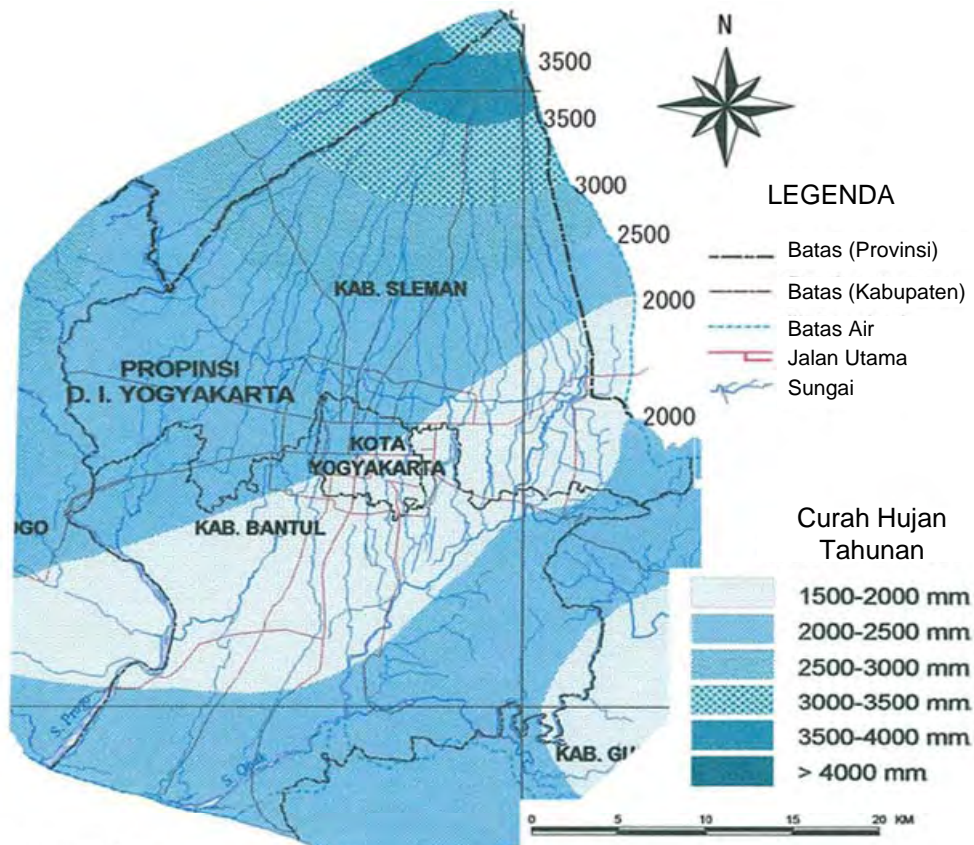 N
3500
3500
3000
2500
2000
2000
KAB. SLEMAN
PROPINSI
D. I. YOGYAKARTA
KOTA
YOGYAKARTA
OGO
KAB. BANTUL
S. Progo
S. Opak
KAB. GU
LEGENDA
Batas (Provinsi)
Batas (Kabupaten)
Batas Air
Jalan Utama
Sungai
Curah Hujan
Tahunan
1500-2000 mm
2000-2500 mm
2500-3000 mm
3000-3500 mm
3500-4000 mm
> 4000 mm
0 5 10 15 20 KM